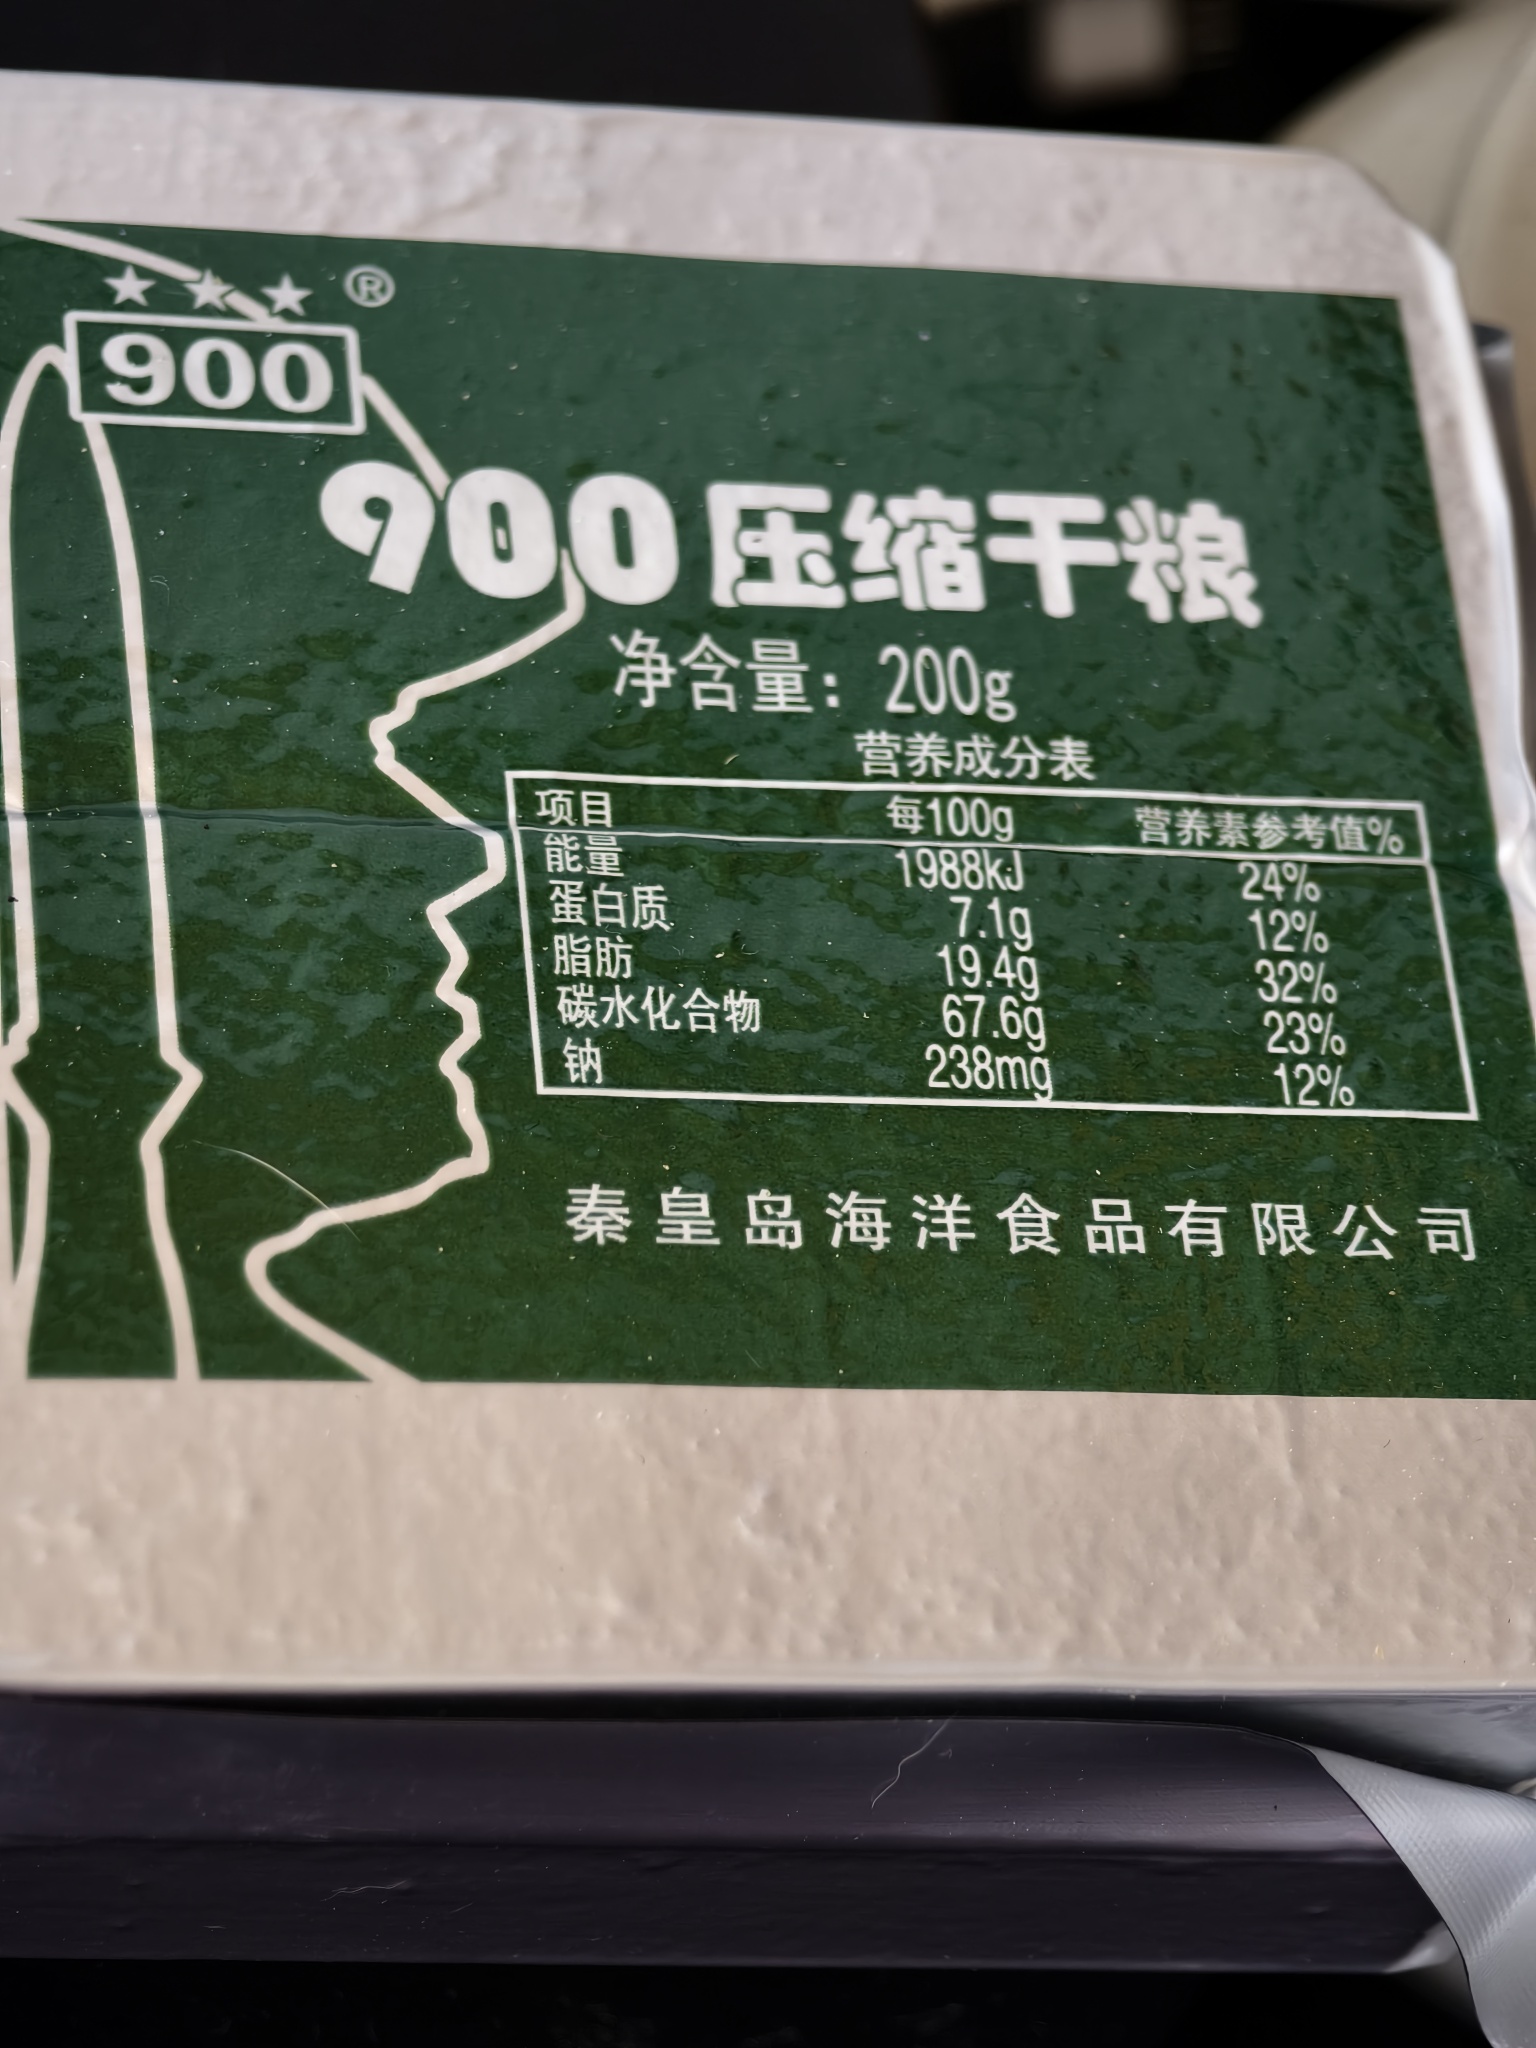 ★★★ ®
900
900压缩干粮
净含量：200g
营养成分表
项目 每100g 营养素参考值%
能量 1988kJ 24%
蛋白质 7.1g 12%
脂肪 19.4g 32%
碳水化合物 67.6g 23%
钠 238mg 12%
秦皇岛海洋食品有限公司